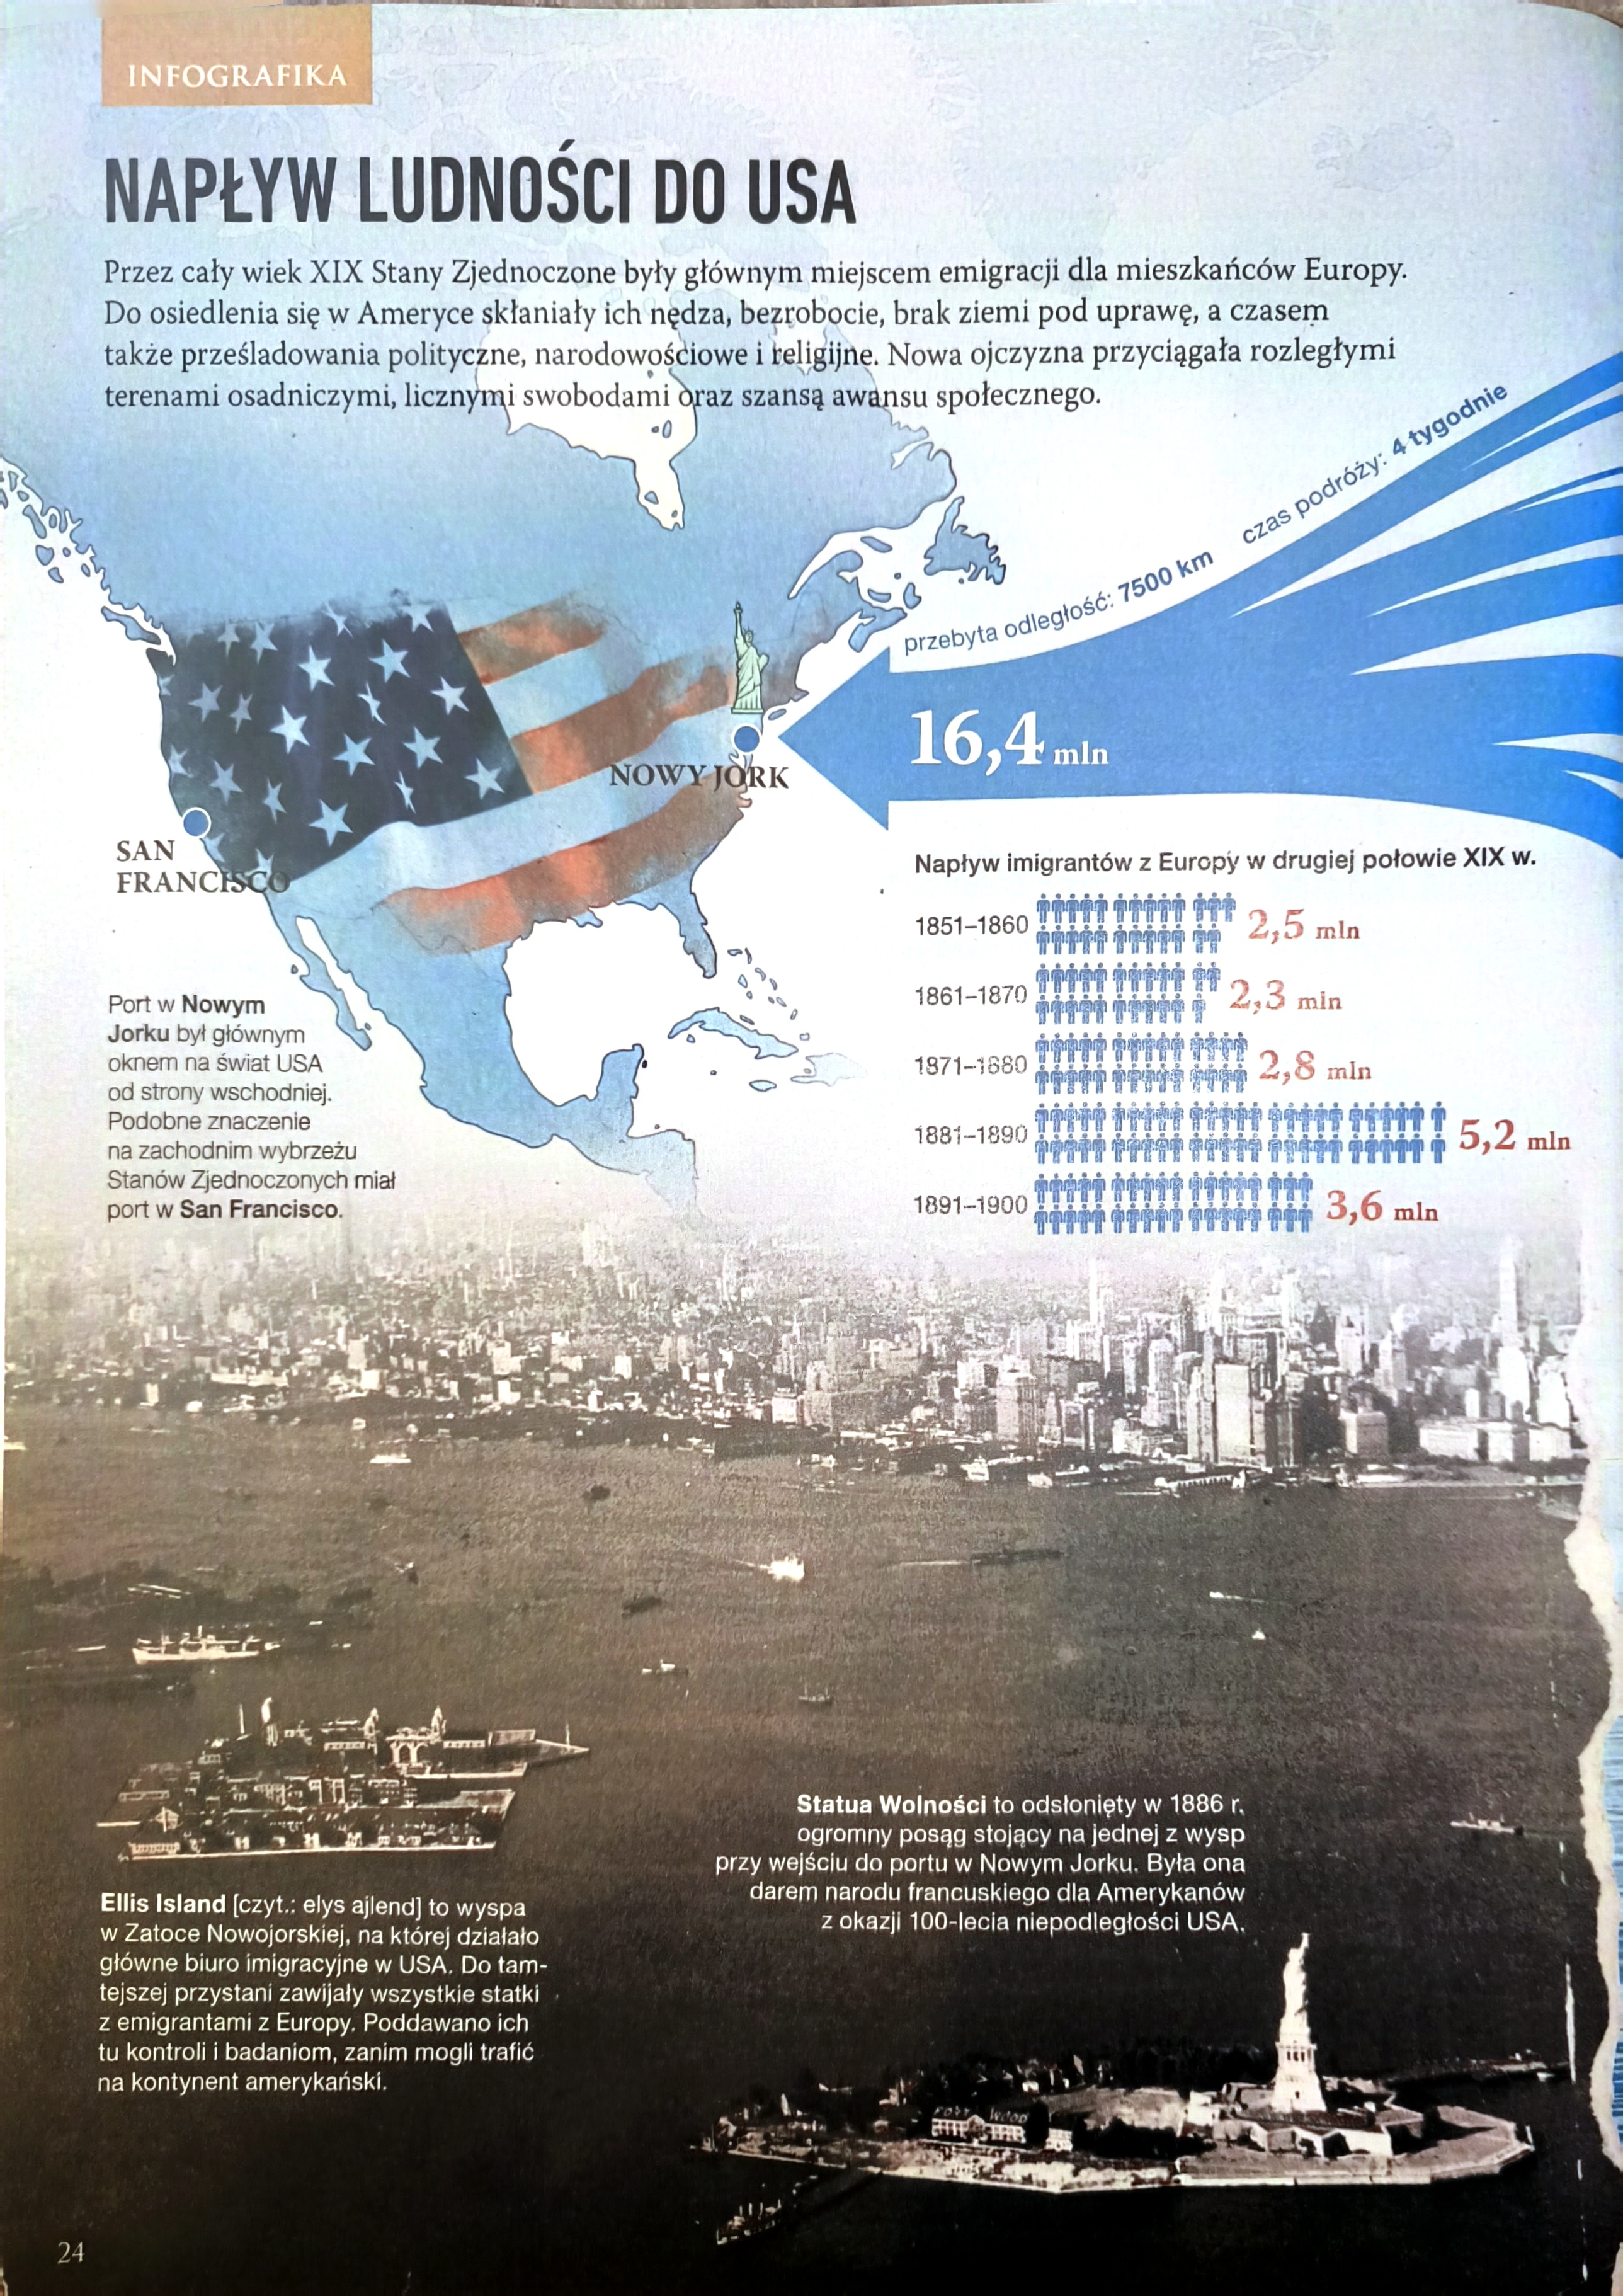 INFOGRAFIKA
NAPŁYW LUDNOŚCI DO USA
Przez cały wiek XIX Stany Zjednoczone były głównym miejscem emigracji dla mieszkańców Europy.
Do osiedlenia się w Ameryce skłaniały ich nędza, bezrobocie, brak ziemi pod uprawę, a czasem
także prześladowania polityczne, narodowościowe i religijne. Nowa ojczyzna przyciągała rozległymi
terenami osadniczymi, licznymi swobodami oraz szansą awansu społecznego.
przebyta odległość: 7500 km czas podróży: 4 tygodnie
16,4 mln
NOWY JORK
SAN
FRANCISCO
Port w Nowym
Jorku był głównym
oknem na świat USA
od strony wschodniej.
Podobne znaczenie
na zachodnim wybrzeżu
Stanów Zjednoczonych miał
port w San Francisco.
Napływ imigrantów z Europy w drugiej połowie XIX w.
1851–1860 2,5 mln
1861–1870 2,3 mln
1871–1880 2,8 mln
1881–1890 5,2 mln
1891–1900 3,6 mln
Statua Wolności to odsłonięty w 1886 r.
ogromny posąg stojący na jednej z wysp
przy wejściu do portu w Nowym Jorku. Była ona
darem narodu francuskiego dla Amerykanów
z okazji 100-lecia niepodległości USA.
Ellis Island [czyt.: elys ajlend] to wyspa
w Zatoce Nowojorskiej, na której działało
główne biuro imigracyjne w USA. Do tam-
tejszej przystani zawijały wszystkie statki
z emigrantami z Europy. Poddawano ich
tu kontroli i badaniom, zanim mogli trafić
na kontynent amerykański.
FORT WOOD
24